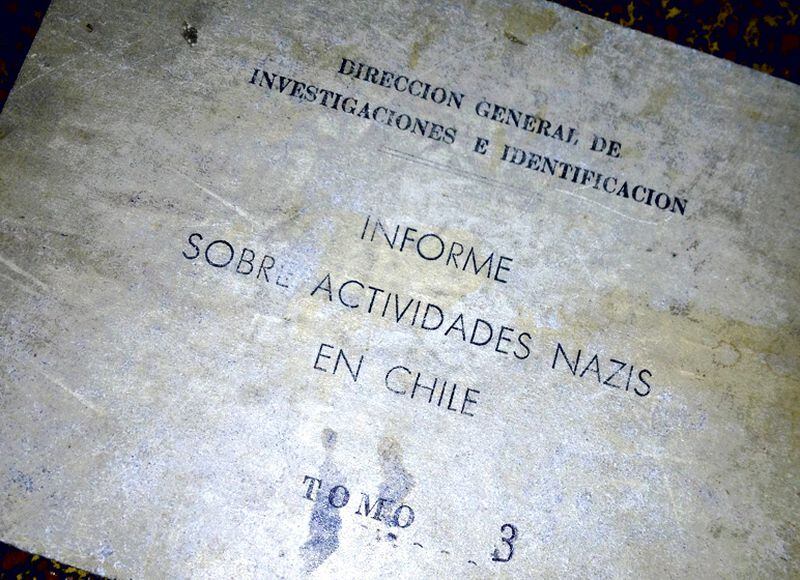 DIRECCION GENERAL DE
INVESTIGACIONES E IDENTIFICACION
INFORME
SOBRE ACTIVIDADES NAZIS
EN CHILE
TOMO 3